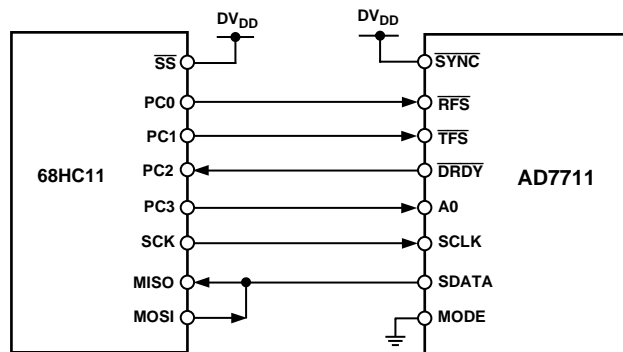 DVDD DVDD
SS SYNC
PC0 RFS
PC1 TFS
68HC11 PC2 DRDY AD7711
PC3 A0
SCK SCLK
MISO SDATA
MOSI MODE